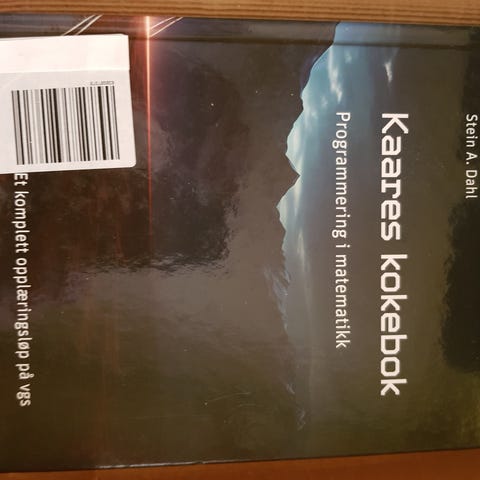 Stein A. Dahl
Kaares kokebok
Programmering i matematikk
Et komplett opplæringsløp på vgs